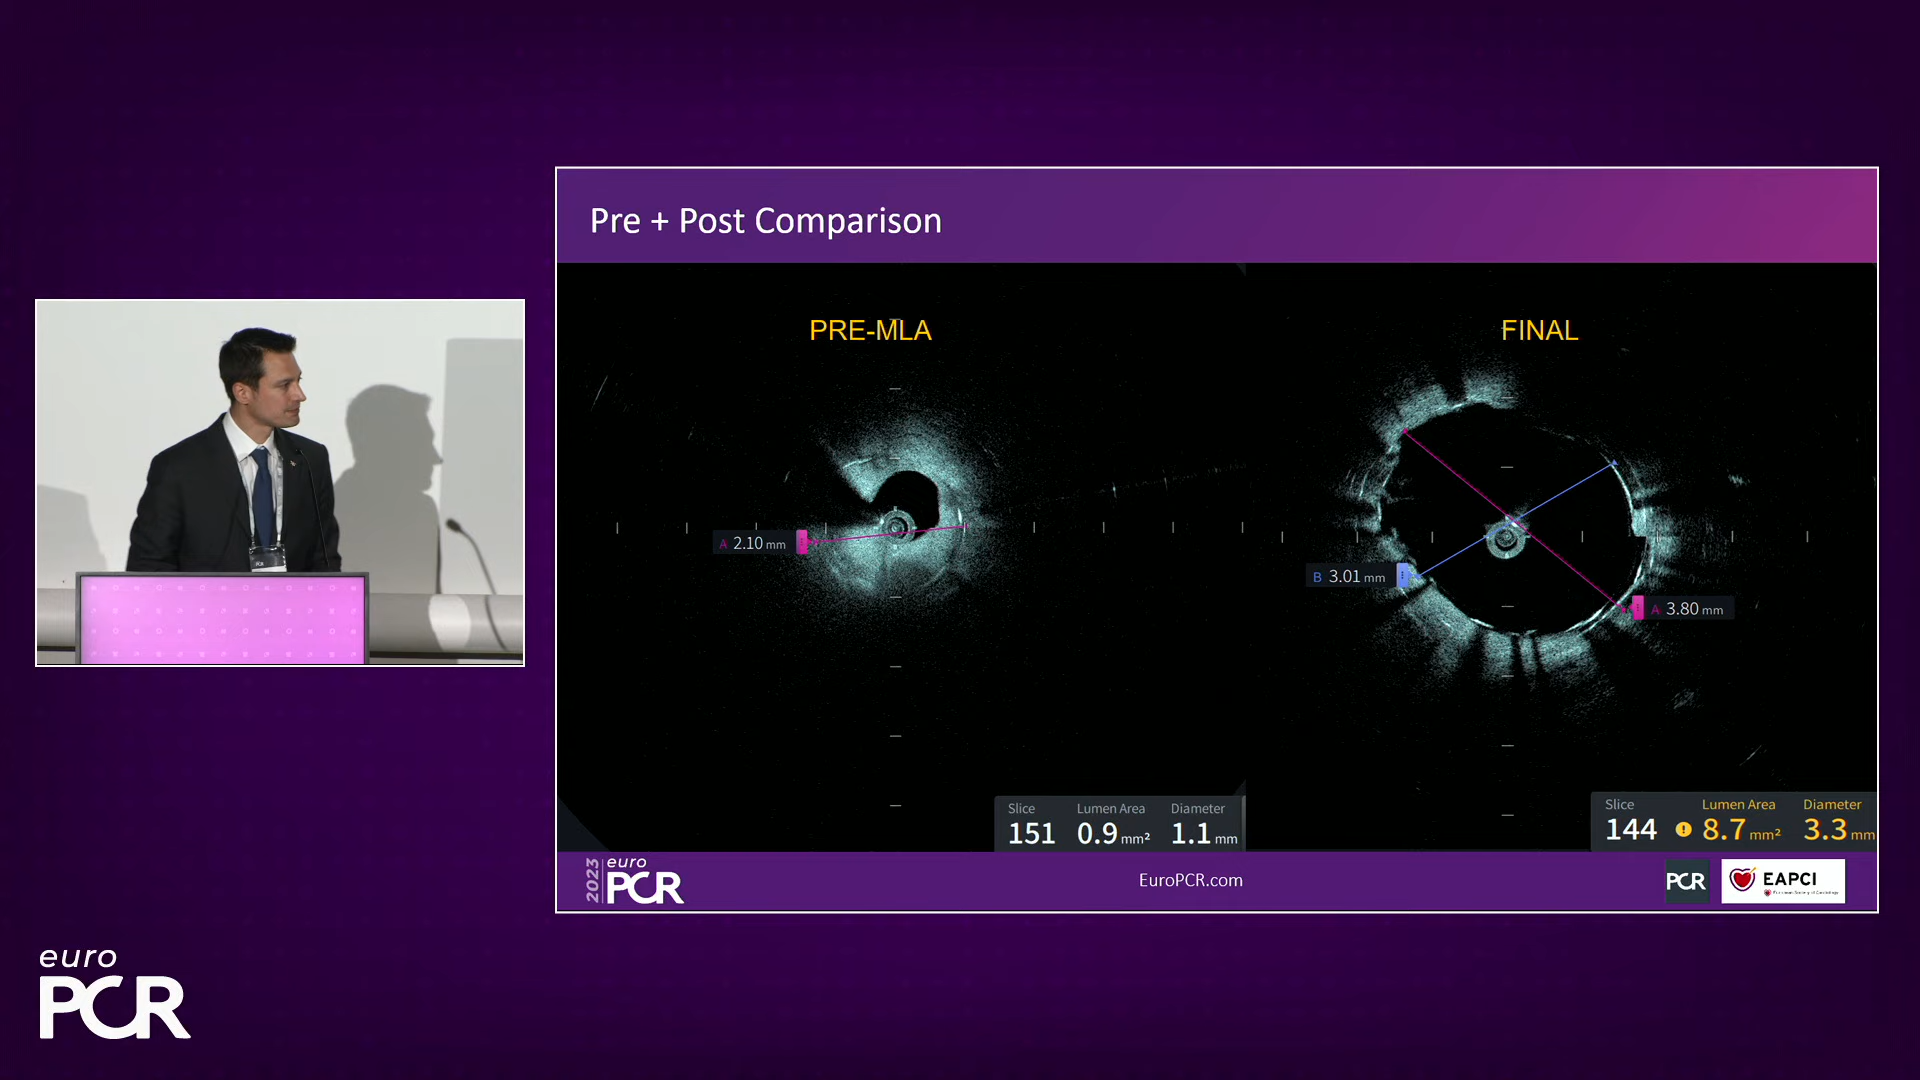 Pre + Post Comparison
PRE-MLA
FINAL
A 2.10 mm
B 3.01 mm
A 3.80 mm
Slice Lumen Area Diameter
151 0.9 mm² 1.1 mm
Slice Lumen Area Diameter
144 ! 8.7 mm² 3.3 mm
2023 euro
PCR
EuroPCR.com
PCR
EAPCI
euro
PCR